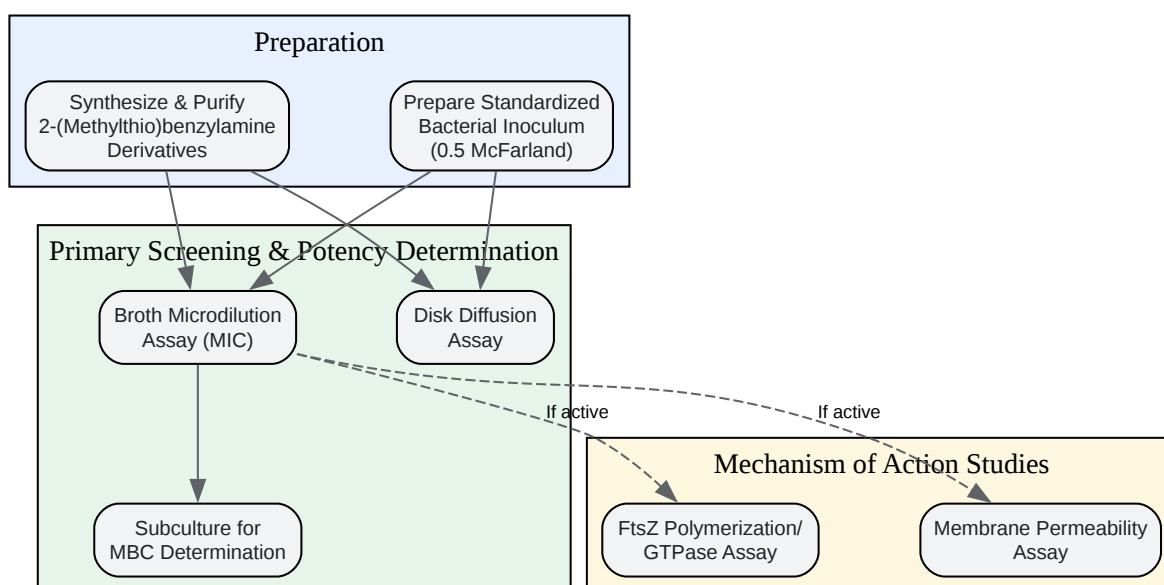 Preparation
Synthesize & Purify
2-(Methylthio)benzylamine
Derivatives
Prepare Standardized
Bacterial Inoculum
(0.5 McFarland)
Primary Screening & Potency Determination
Broth Microdilution
Assay (MIC)
Disk Diffusion
Assay
If active
If active
Mechanism of Action Studies
Subculture for
MBC Determination
FtsZ Polymerization/
GTPase Assay
Membrane Permeability
Assay